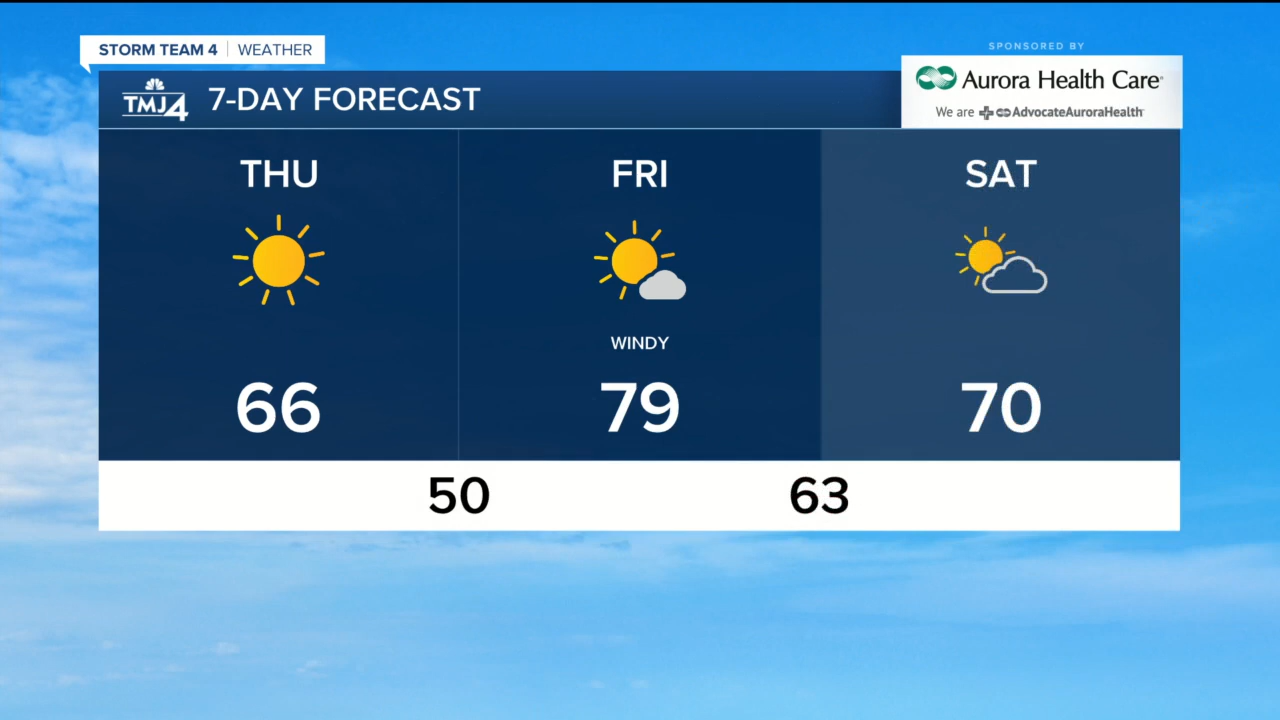 STORM TEAM 4 | WEATHER
SPONSORED BY
TMJ4
7-DAY FORECAST
Aurora Health Care
We are AdvocateAuroraHealth
THU
FRI
SAT
WINDY
66
79
70
50
63